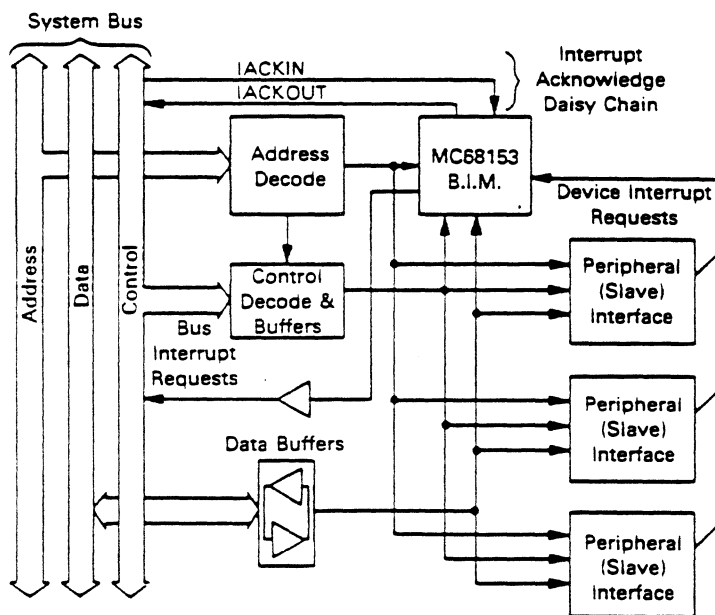 System Bus
IACKIN
IACKOUT
Interrupt
Acknowledge
Daisy Chain
Address
Decode
MC68153
B.I.M.
Device Interrupt
Requests
Address
Data
Control
Control
Decode &
Buffers
Peripheral
(Slave)
Interface
Bus
Interrupt
Requests
Peripheral
(Slave)
Interface
Data Buffers
Peripheral
(Slave)
Interface